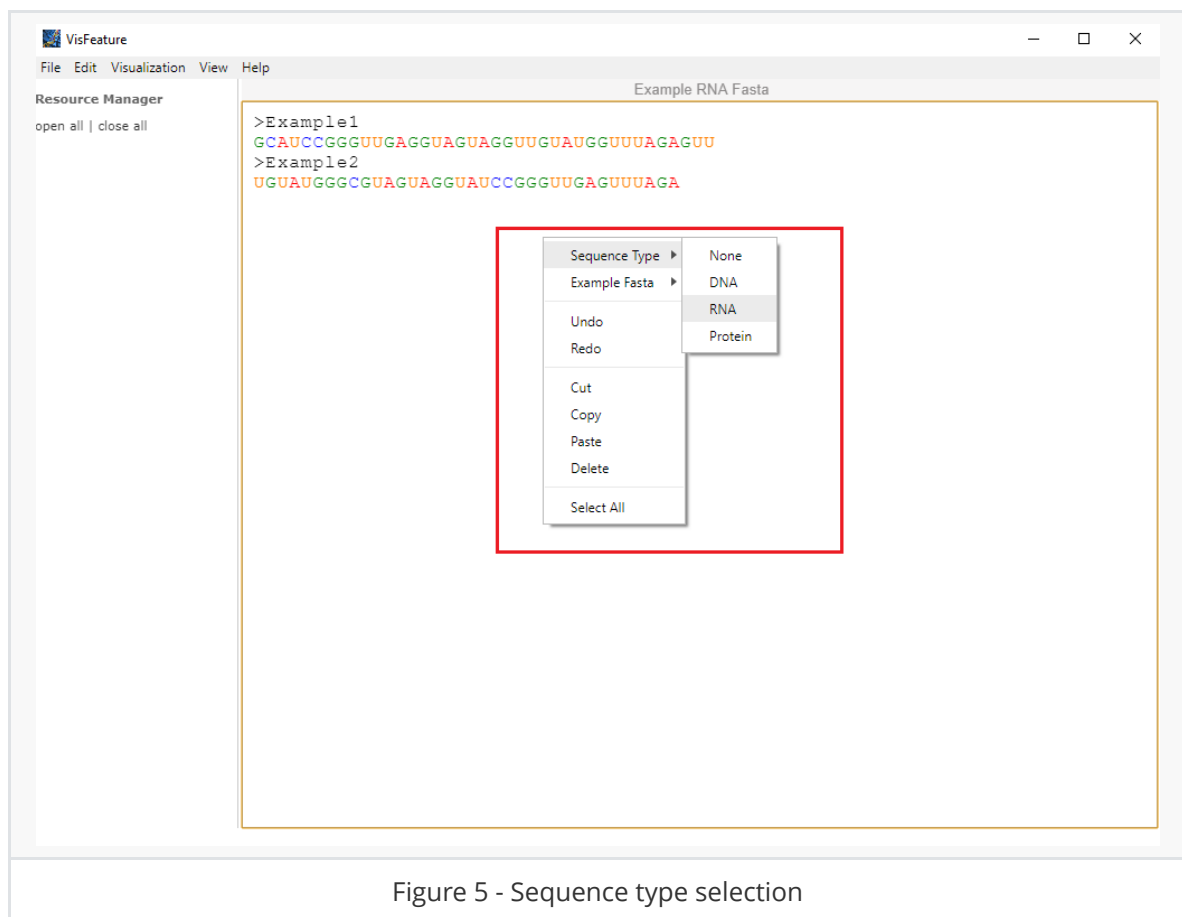 VisFeature
File Edit Visualization View Help
Resource Manager
open all | close all
Example RNA Fasta
>Example1
GCAUCCGGGUUGAGGUAGUAGGUUGUAUGGUUUAGAGUU
>Example2
UGUAUGGGCGUAGUAGGUAUCCGGGUUGAGUUUAGA
Sequence Type
Example Fasta
Undo
Redo
Cut
Copy
Paste
Delete
Select All
None
DNA
RNA
Protein
Figure 5 - Sequence type selection